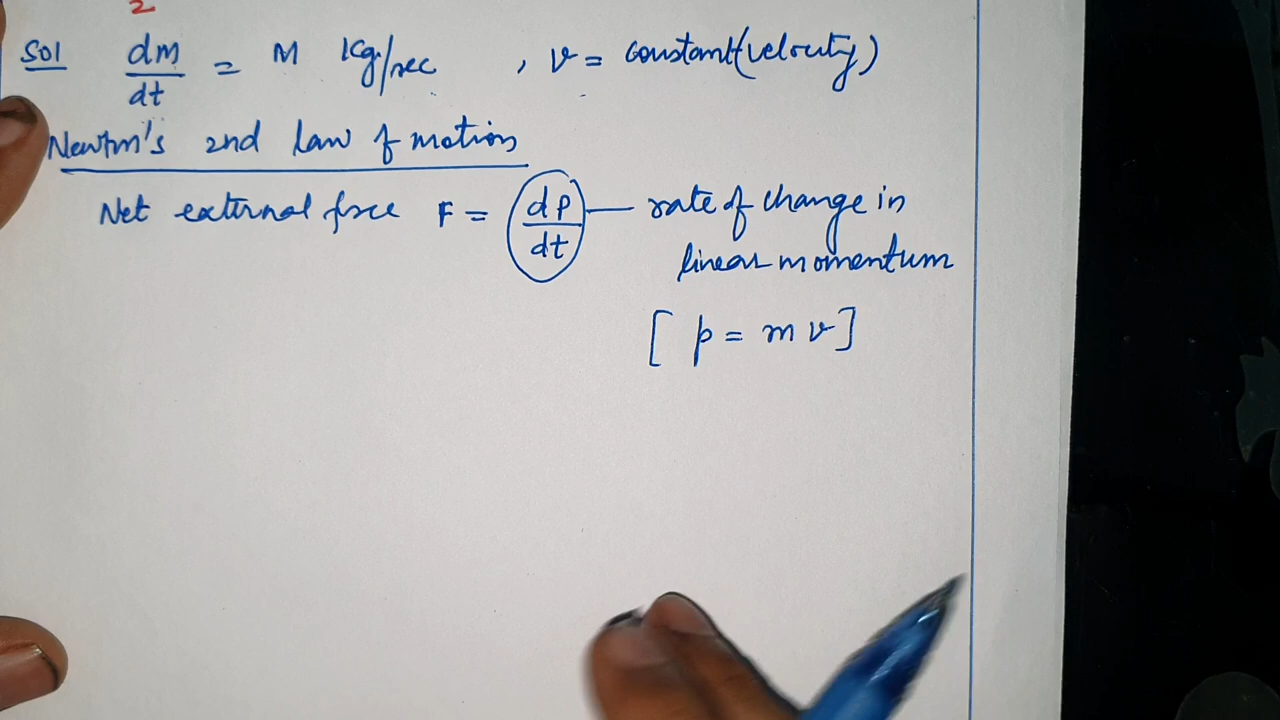 2
Sol dm/dt = M Kg/sec , v = constant(velocity)
Newton's 2nd law of motion
Net external force F = dp/dt — rate of change in
linear momentum
[ p = mv ]